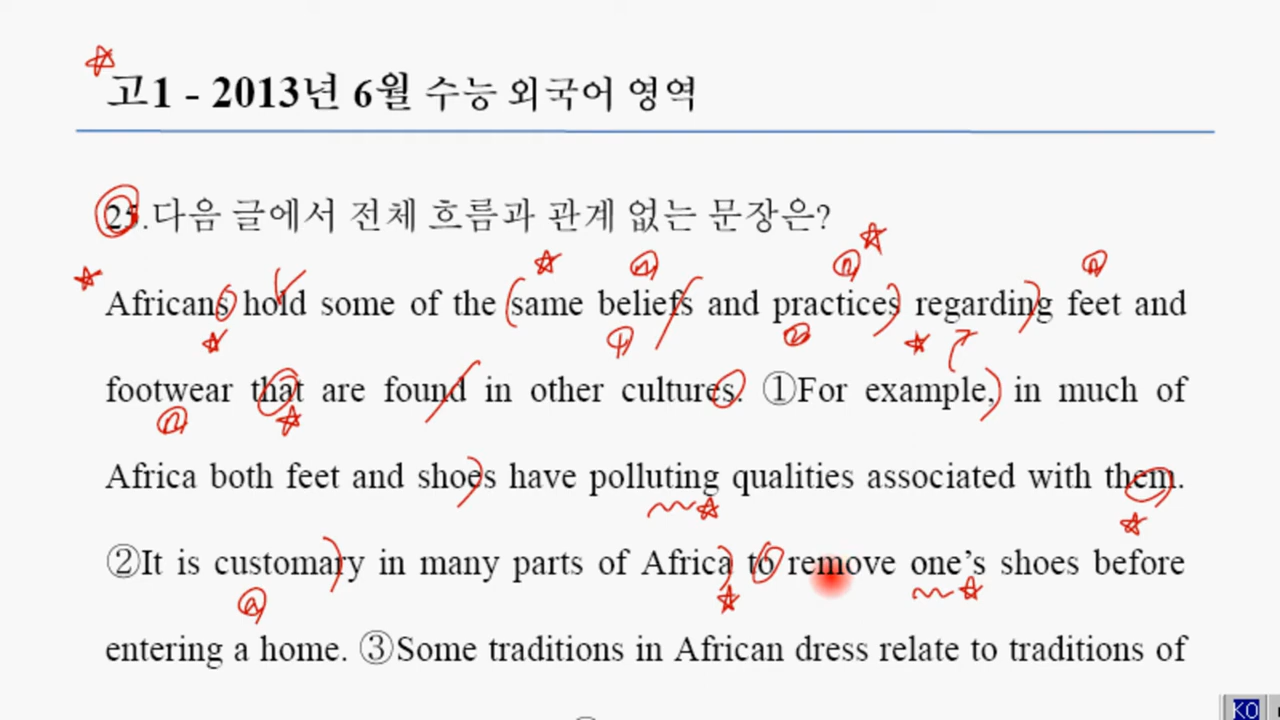 고1 - 2013년 6월 수능 외국어 영역
25.다음 글에서 전체 흐름과 관계 없는 문장은?
Africans hold some of the same beliefs and practices regarding feet and
footwear that are found in other cultures. ①For example, in much of
Africa both feet and shoes have polluting qualities associated with them.
②It is customary in many parts of Africa to remove one’s shoes before
entering a home. ③Some traditions in African dress relate to traditions of
KO